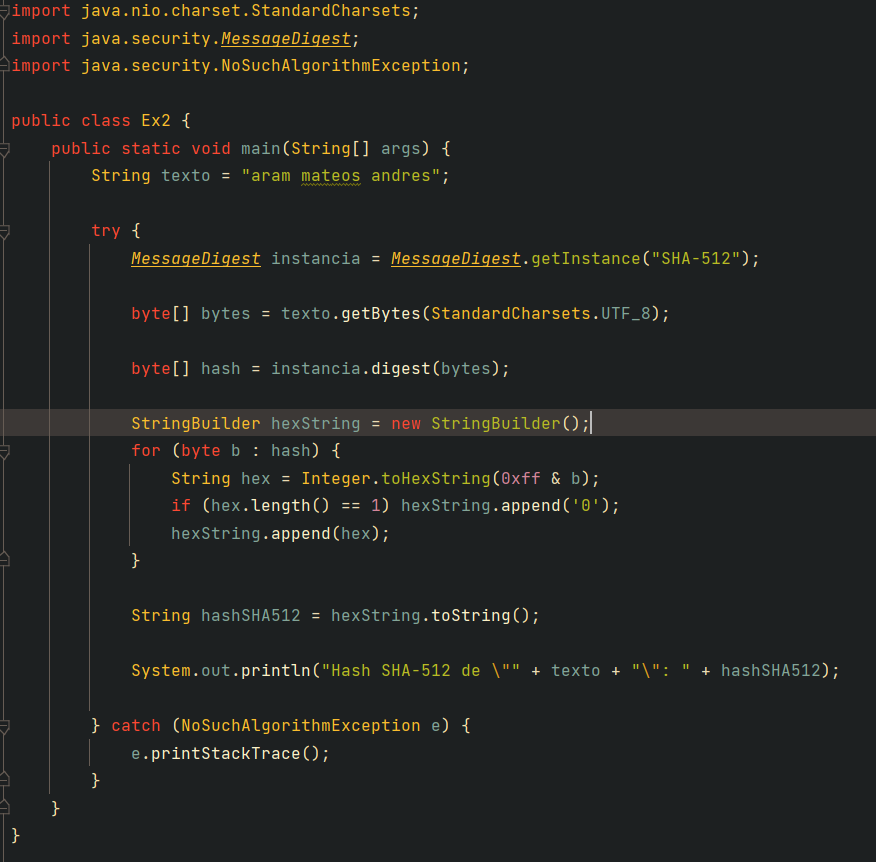 import java.nio.charset.StandardCharsets;
import java.security.MessageDigest;
import java.security.NoSuchAlgorithmException;

public class Ex2 {
    public static void main(String[] args) {
        String texto = "aram mateos andres";

        try {
            MessageDigest instancia = MessageDigest.getInstance("SHA-512");

            byte[] bytes = texto.getBytes(StandardCharsets.UTF_8);

            byte[] hash = instancia.digest(bytes);

            StringBuilder hexString = new StringBuilder();
            for (byte b : hash) {
                String hex = Integer.toHexString(0xff & b);
                if (hex.length() == 1) hexString.append('0');
                hexString.append(hex);
            }

            String hashSHA512 = hexString.toString();

            System.out.println("Hash SHA-512 de \"" + texto + "\": " + hashSHA512);

        } catch (NoSuchAlgorithmException e) {
            e.printStackTrace();
        }
    }
}